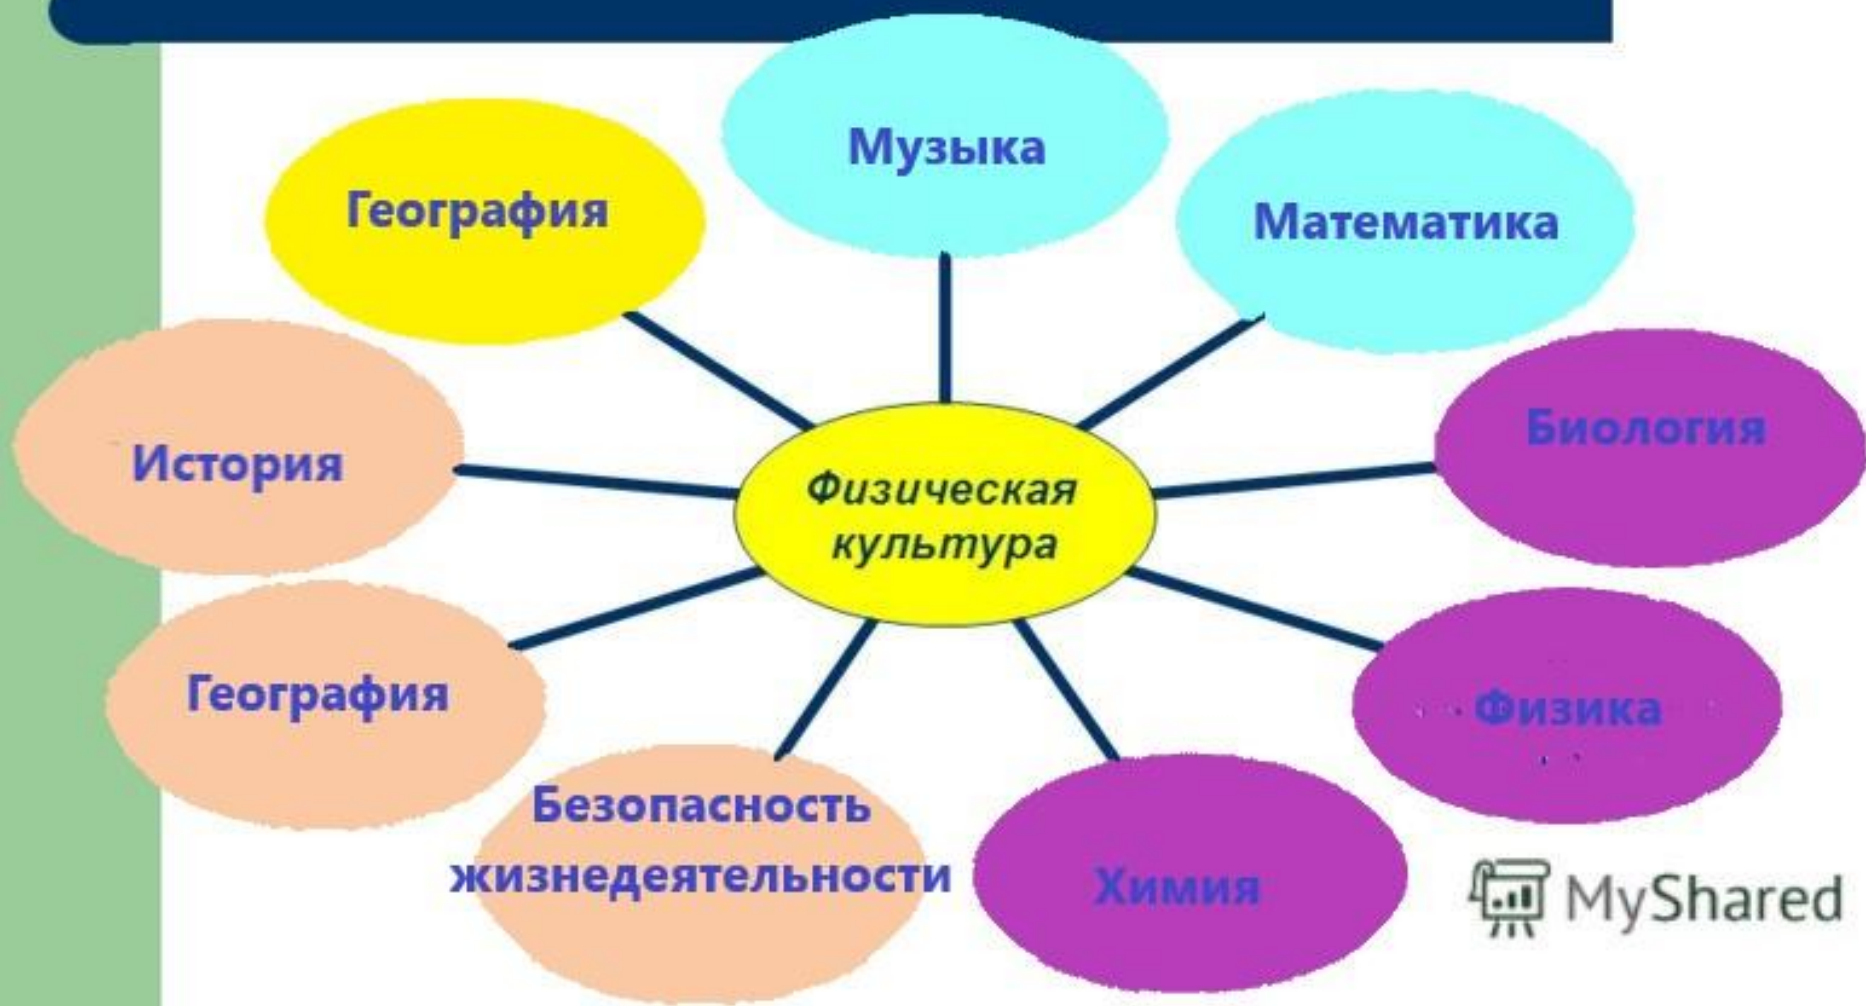 Музыка
География
Математика
История
Биология
Физическая
культура
География
Физика
Безопасность
жизнедеятельности
Химия
MyShared